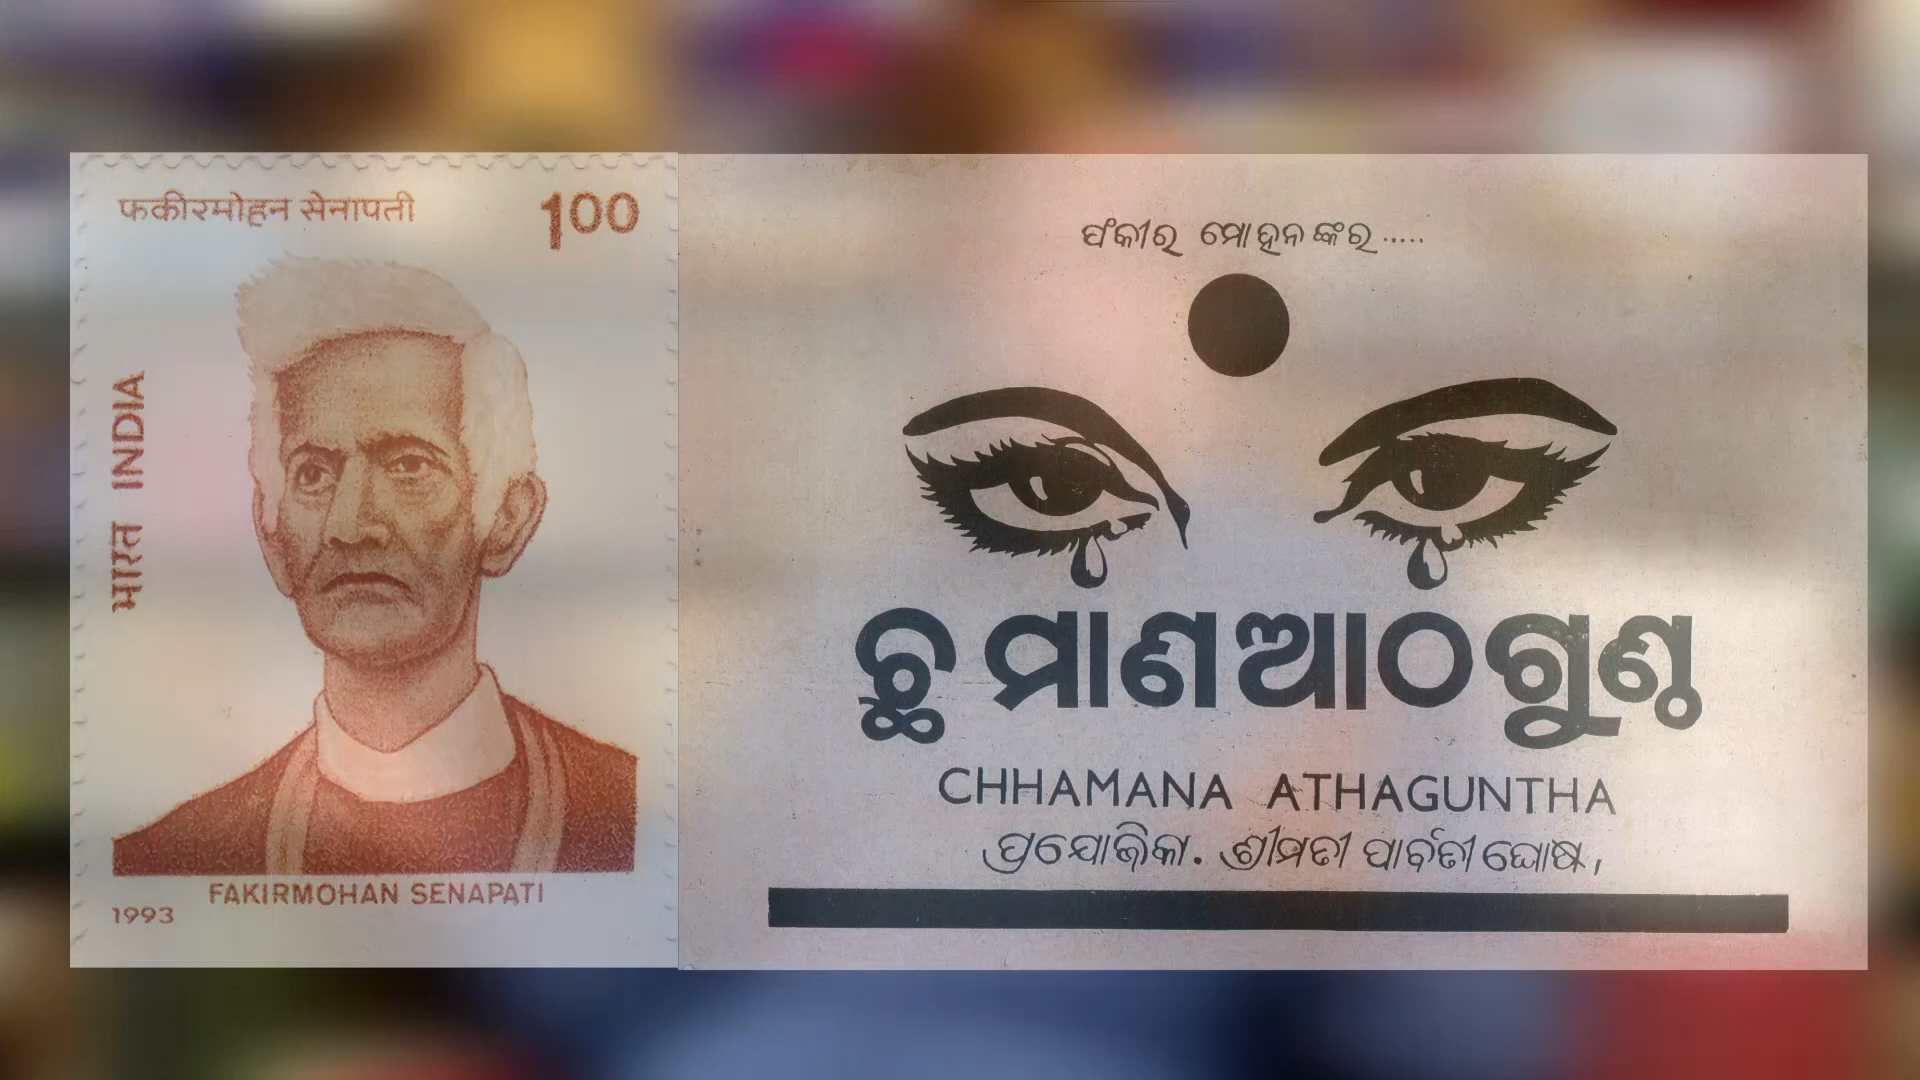 फकीरमोहन सेनापती
1.00
भारत INDIA
FAKIRMOHAN SENAPATI
1993
ଫକୀର ମୋହନଙ୍କର.....
ଛ ମାଣ ଆଠ ଗୁଣ୍ଠ
CHHAMANA ATHAGUNTHA
ପ୍ରଯୋଜିକା. ଶ୍ରୀମତୀ ପାର୍ବତୀ ଘୋଷ,